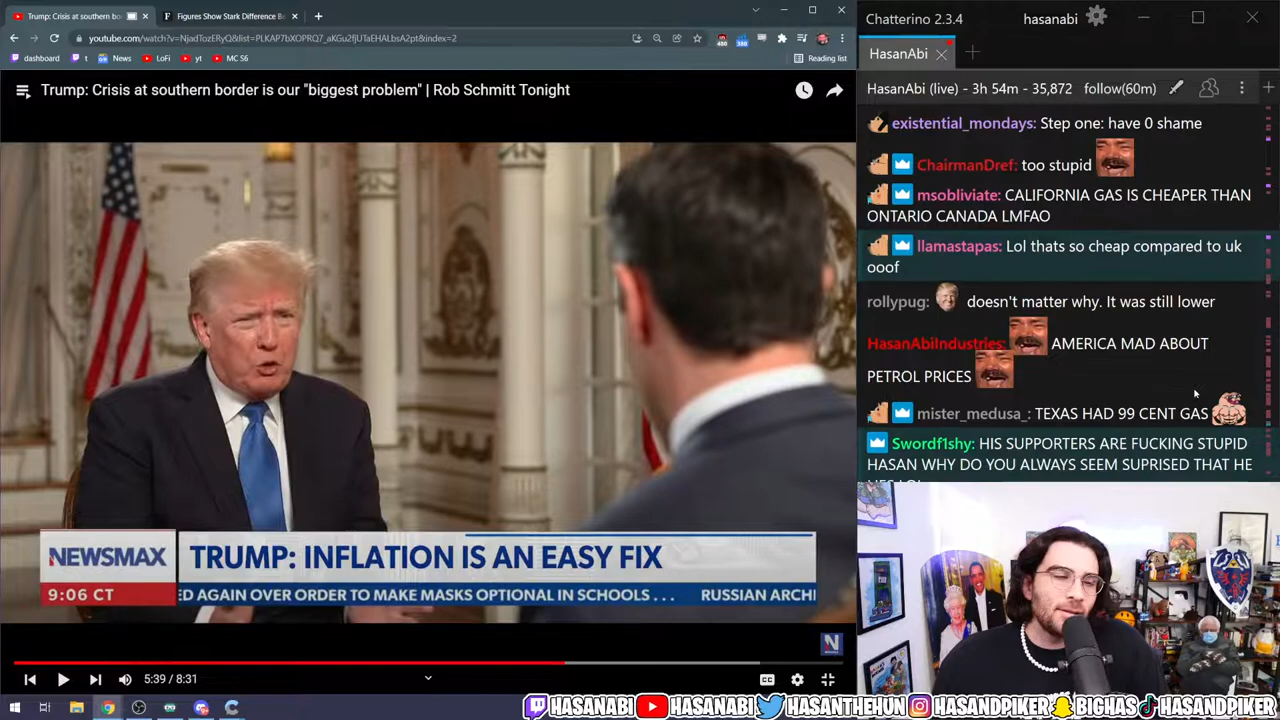 Trump: Crisis at southern bo
Figures Show Stark Difference B
youtube.com/watch?v=NjadTozERyQ&list=PLKAP7bXOPRQ7_aKGu2fjUTaEHALbsA2pt&index=2
dashboard
t
News
LoFi
yt
MC S6
Reading list
Trump: Crisis at southern border is our "biggest problem" | Rob Schmitt Tonight
NEWSMAX
TRUMP: INFLATION IS AN EASY FIX
9:06 CT
ED AGAIN OVER ORDER TO MAKE MASKS OPTIONAL IN SCHOOLS . . . RUSSIAN ARCHI
N
5:39 / 8:31
CC
Chatterino 2.3.4
hasanabi
HasanAbi
HasanAbi (live) - 3h 54m - 35,872
follow(60m)
existential_mondays: Step one: have 0 shame
ChairmanDref: too stupid
msobliviate: CALIFORNIA GAS IS CHEAPER THAN
ONTARIO CANADA LMFAO
llamastapas: Lol thats so cheap compared to uk
ooof
rollypug: doesn't matter why. It was still lower
HasanAbiIndustries: AMERICA MAD ABOUT
PETROL PRICES
mister_medusa_: TEXAS HAD 99 CENT GAS
Swordf1shy: HIS SUPPORTERS ARE FUCKING STUPID
HASAN WHY DO YOU ALWAYS SEEM SUPRISED THAT HE
HASANABI
HASANABI
HASANTHEHUN
HASANDPIKER
BIGHAS
HASANDPIKER